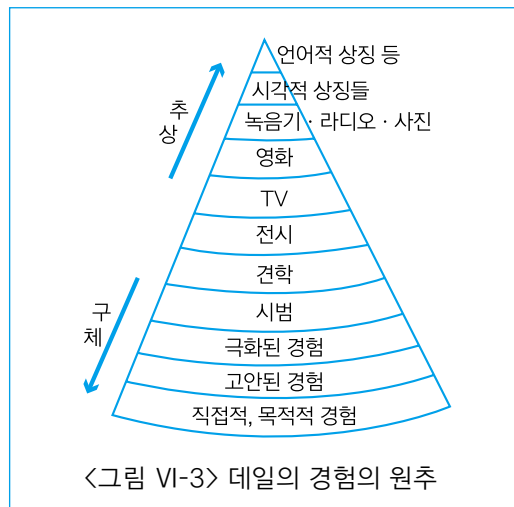 언어적 상징 등
시각적 상징들
녹음기 · 라디오 · 사진
영화
TV
전시
견학
시범
극화된 경험
고안된 경험
직접적, 목적적 경험
추상
구체
<그림 Ⅵ-3> 데일의 경험의 원추